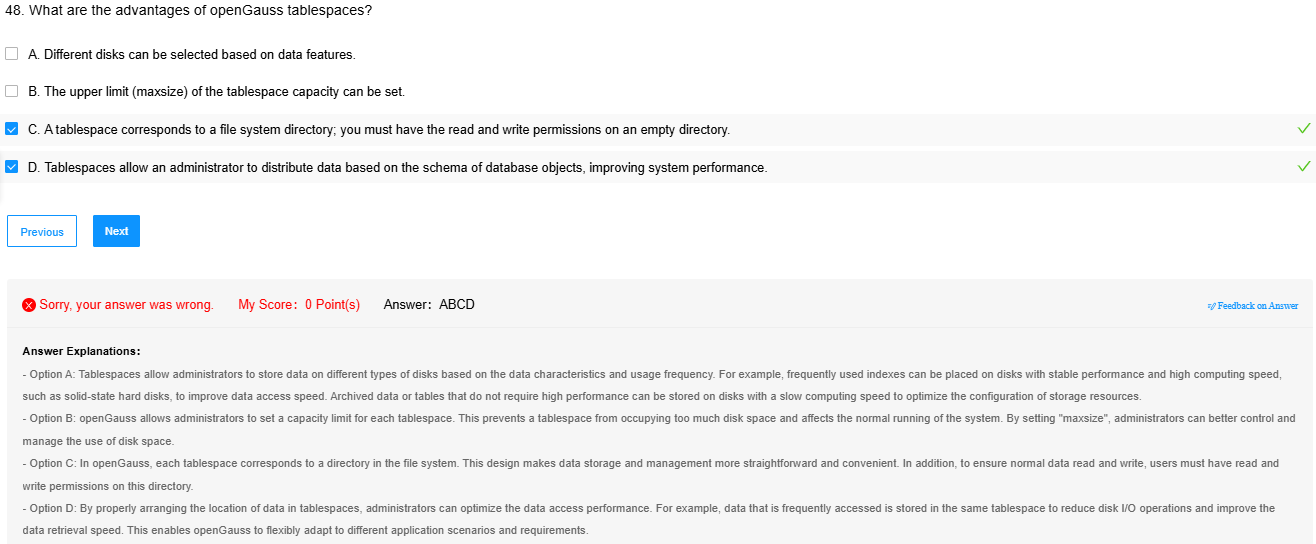 48. What are the advantages of openGauss tablespaces?
A. Different disks can be selected based on data features.
B. The upper limit (maxsize) of the tablespace capacity can be set.
C. A tablespace corresponds to a file system directory; you must have the read and write permissions on an empty directory.
D. Tablespaces allow an administrator to distribute data based on the schema of database objects, improving system performance.
Previous Next
Sorry, your answer was wrong. My Score: 0 Point(s) Answer: ABCD Feedback on Answer
Answer Explanations:
- Option A: Tablespaces allow administrators to store data on different types of disks based on the data characteristics and usage frequency. For example, frequently used indexes can be placed on disks with stable performance and high computing speed,
such as solid-state hard disks, to improve data access speed. Archived data or tables that do not require high performance can be stored on disks with a slow computing speed to optimize the configuration of storage resources.
- Option B: openGauss allows administrators to set a capacity limit for each tablespace. This prevents a tablespace from occupying too much disk space and affects the normal running of the system. By setting "maxsize", administrators can better control and
manage the use of disk space.
- Option C: In openGauss, each tablespace corresponds to a directory in the file system. This design makes data storage and management more straightforward and convenient. In addition, to ensure normal data read and write, users must have read and
write permissions on this directory.
- Option D: By properly arranging the location of data in tablespaces, administrators can optimize the data access performance. For example, data that is frequently accessed is stored in the same tablespace to reduce disk I/O operations and improve the
data retrieval speed. This enables openGauss to flexibly adapt to different application scenarios and requirements.